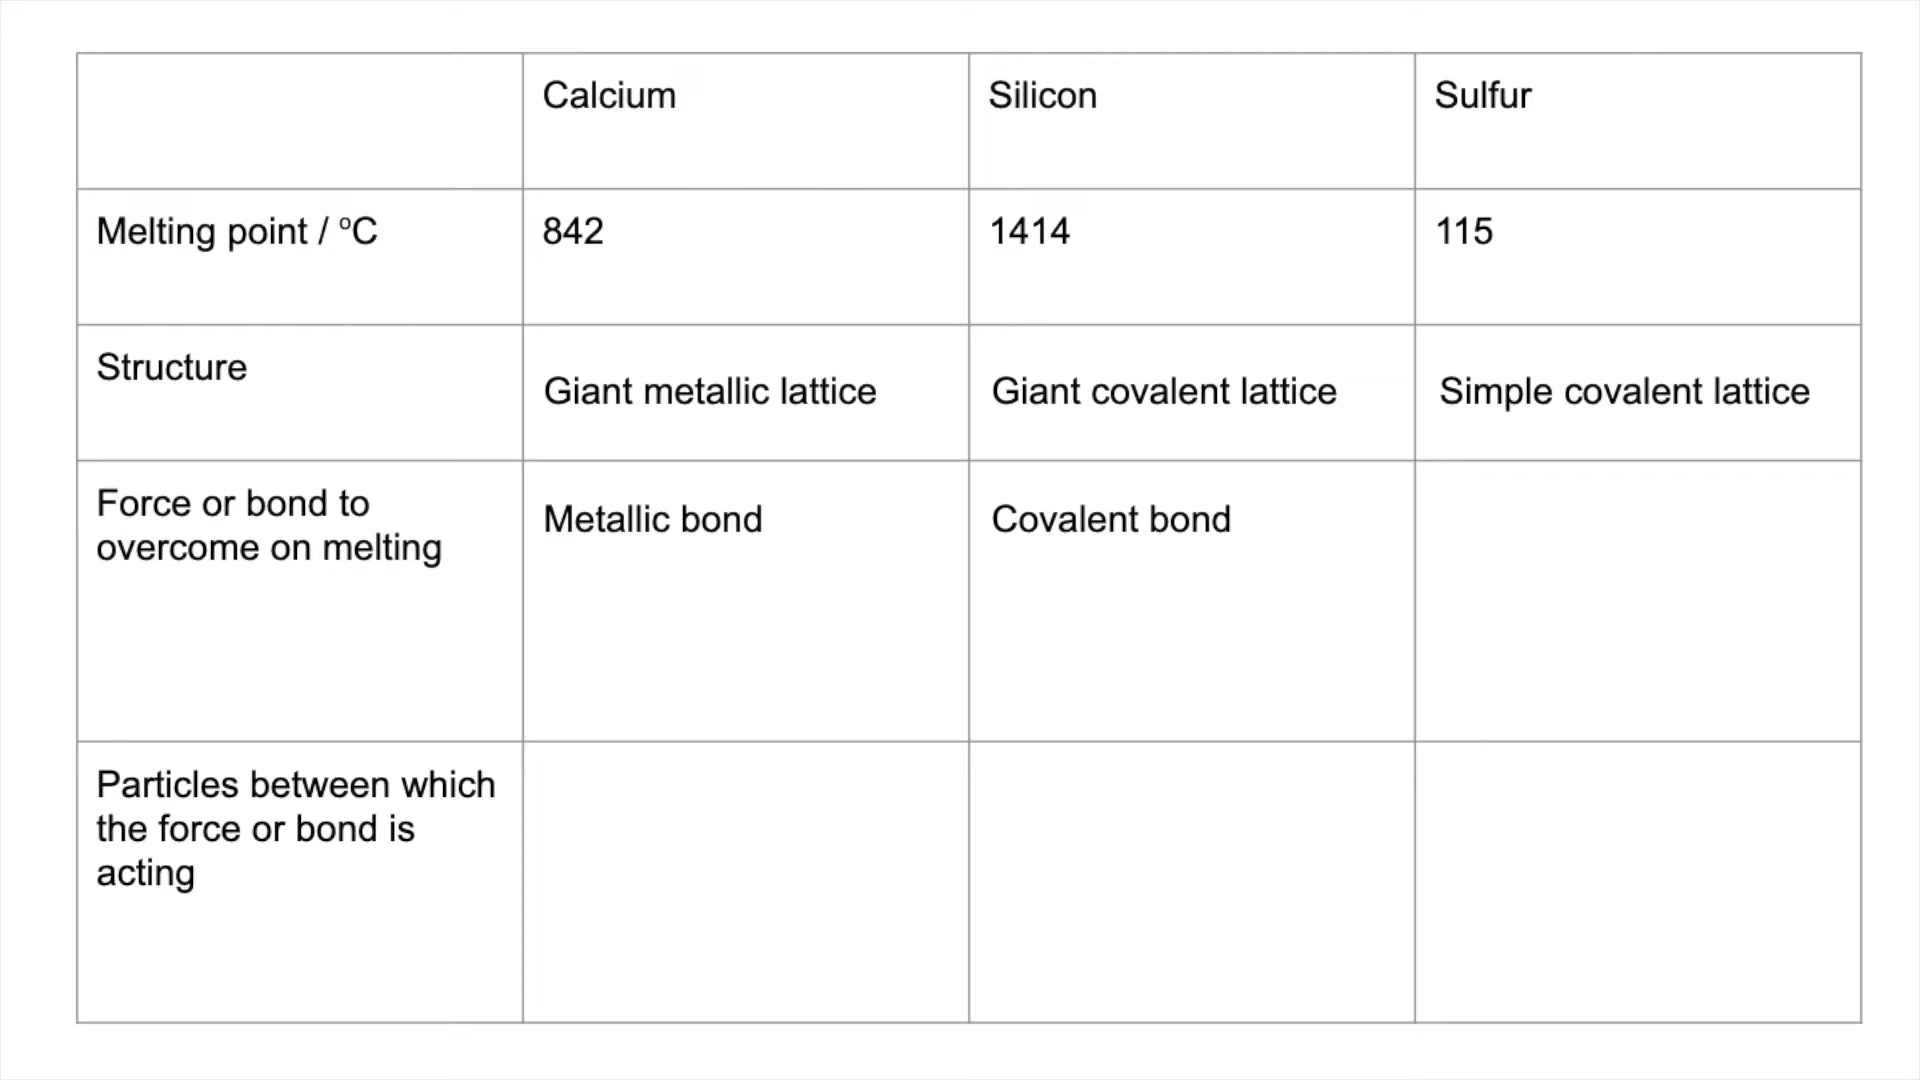 Calcium
Silicon
Sulfur
Melting point / ºC
842
1414
115
Structure
Giant metallic lattice
Giant covalent lattice
Simple covalent lattice
Force or bond to
overcome on melting
Metallic bond
Covalent bond
Particles between which
the force or bond is
acting